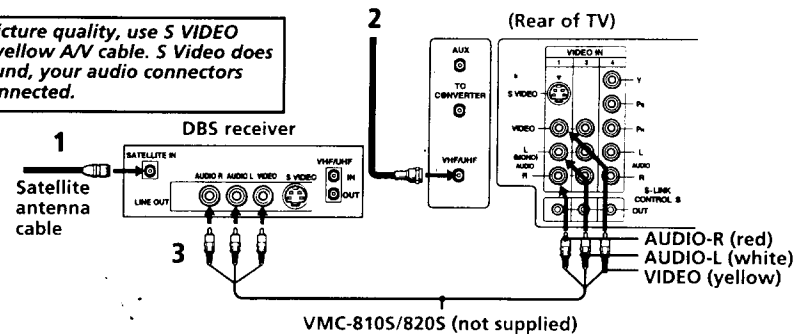 icture quality, use S VIDEO
yellow A/V cable. S Video does
und, your audio connectors
nnected.
1
Satellite
antenna
cable
DBS receiver
SATELLITE IN
AUDIO R AUDIO L VIDEO S VIDEO
LINE OUT
VHF/UHF
IN
OUT
3
2
AUX
TO
CONVERTER
VHF/UHF
(Rear of TV)
VIDEO IN
1 3 4
S VIDEO
VIDEO
L
(MONO)
AUDIO
R
Y
L
AUDIO
R
S-LINK
CONTROL S
OUT
AUDIO-R (red)
AUDIO-L (white)
VIDEO (yellow)
VMC-810S/820S (not supplied)